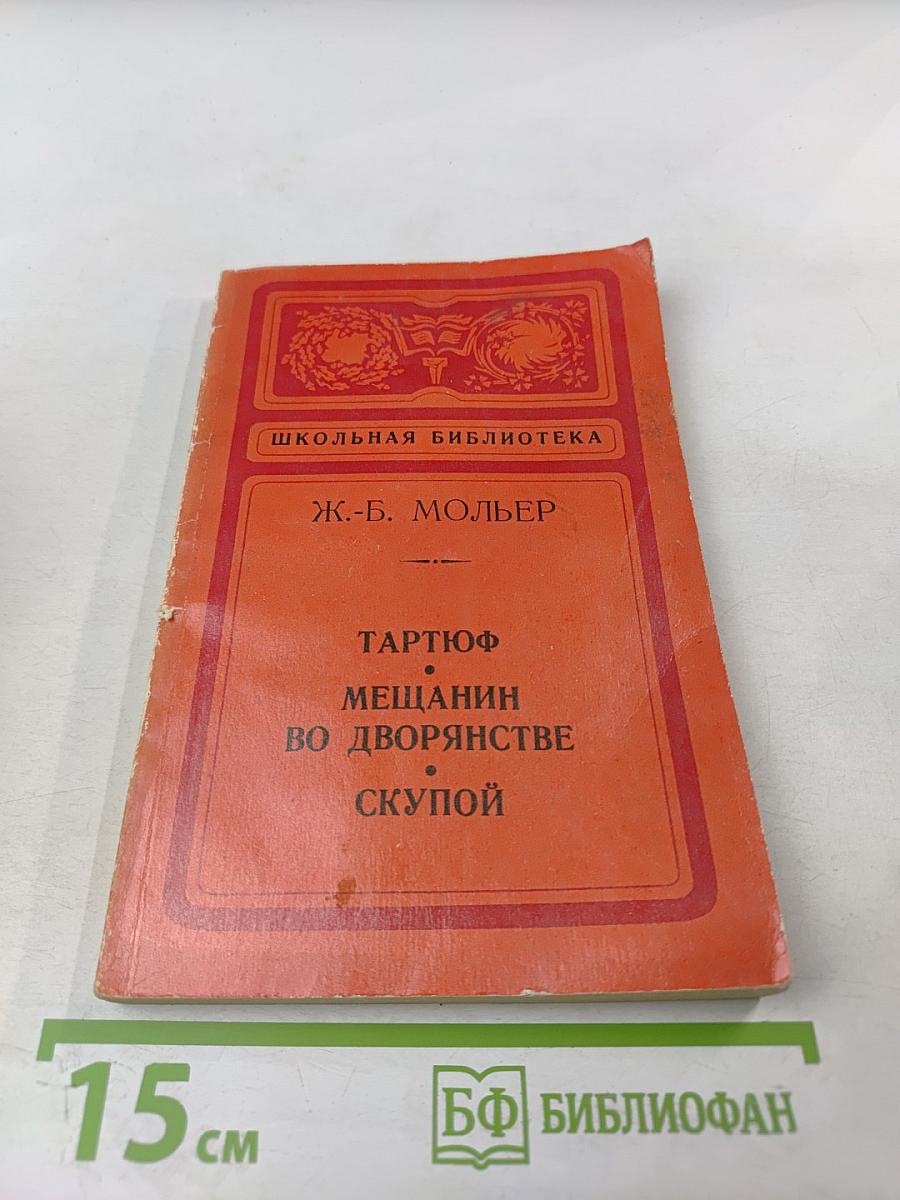 ШКОЛЬНАЯ БИБЛИОТЕКА
Ж.-Б. МОЛЬЕР
ТАРТЮФ
•
МЕЩАНИН
ВО ДВОРЯНСТВЕ
•
СКУПОЙ
15 см
БФ БИБЛИОФАН